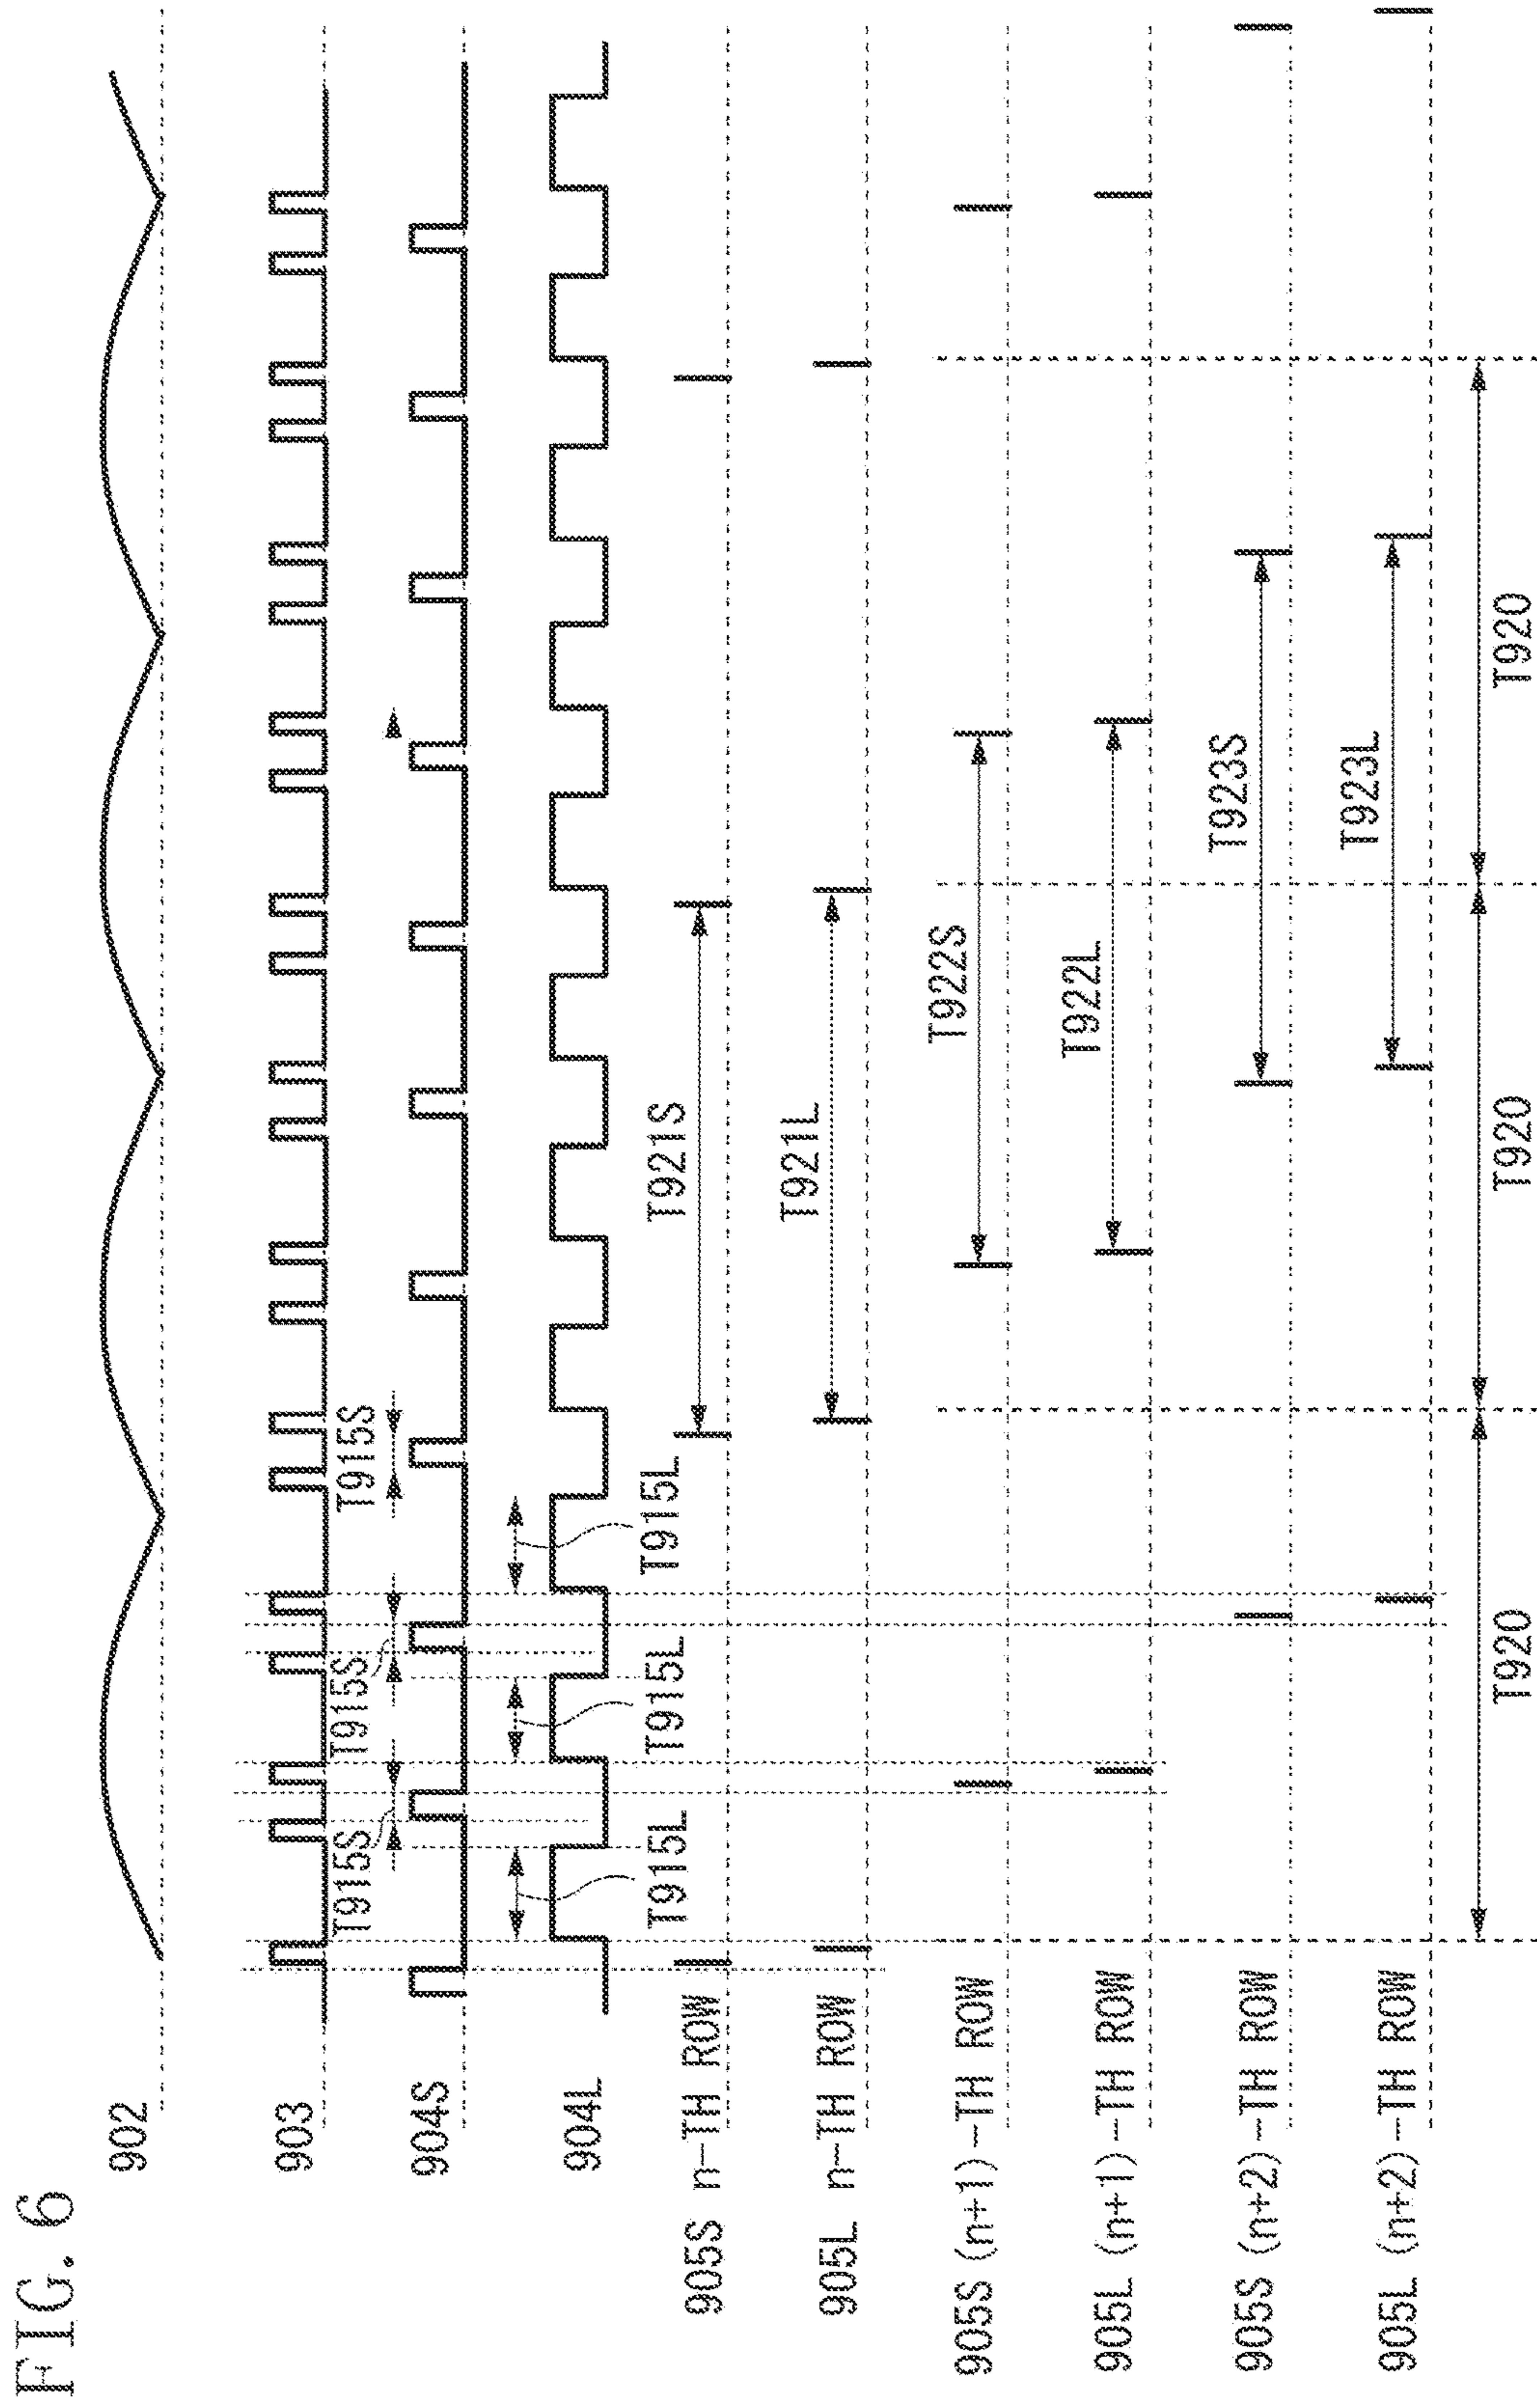 FIG. 6
902
903
T915S
T915S
T915S
904S
904L
T915L
T915L
T915L
905S n-TH ROW
T921S
905L n-TH ROW
T921L
905S (n+1)-TH ROW
T922S
905L (n+1)-TH ROW
T922L
905S (n+2)-TH ROW
T923S
905L (n+2)-TH ROW
T923L
T920
T920
T920